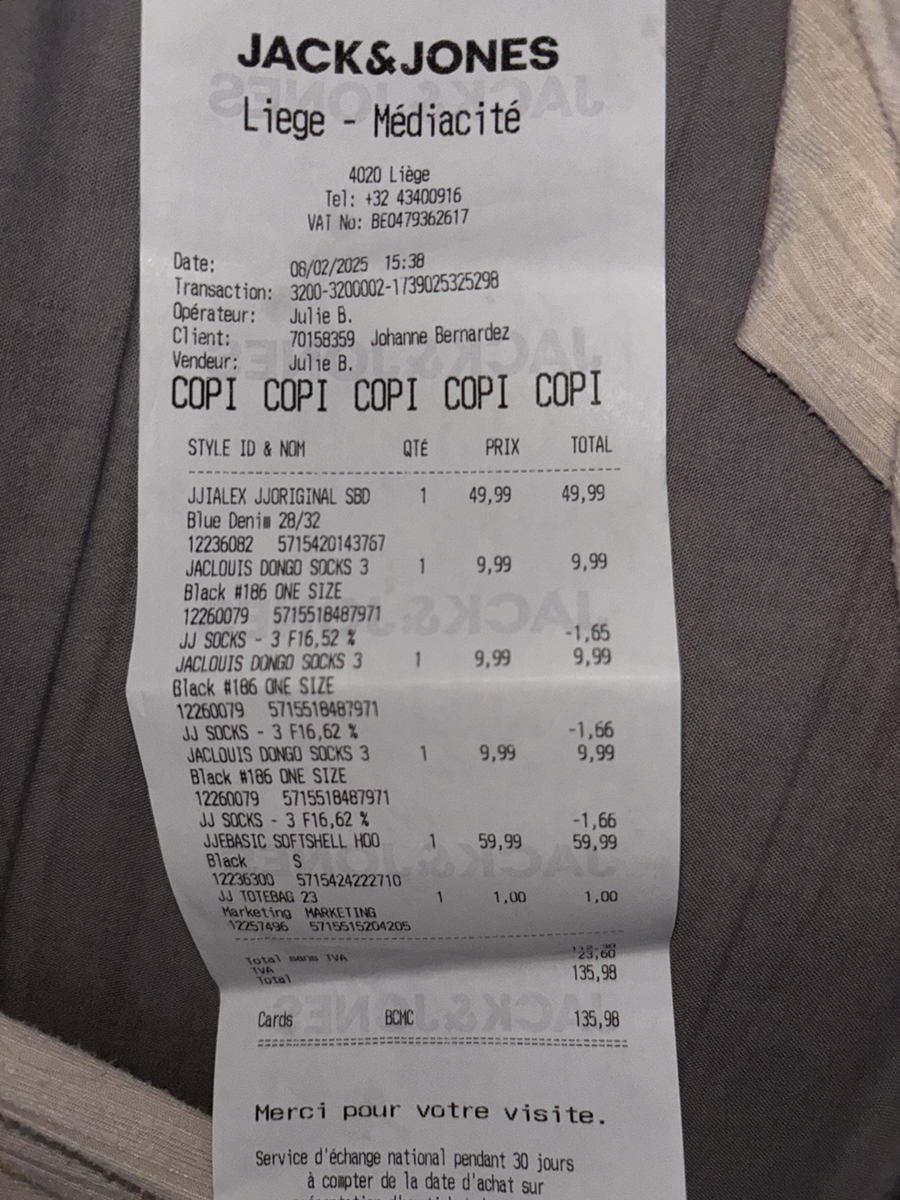 JACK&JONES
Liege - Médiacité
4020 Liège
Tel: +32 43400916
VAT No: BE0479362617
Date: 08/02/2025 15:38
Transaction: 3200-3200002-1739025325298
Opérateur: Julie B.
Client: 70158359 Johanne Bernardez
Vendeur: Julie B.
COPI COPI COPI COPI COPI
STYLE ID & NOM QTÉ PRIX TOTAL
JJIALEX JJORIGINAL SBD 1 49,99 49,99
Blue Denim 28/32
12236082 5715420143767
JACLOUIS DONGO SOCKS 3 1 9,99 9,99
Black #186 ONE SIZE
12260079 5715518487971
JJ SOCKS - 3 F16,52 % -1,65
JACLOUIS DONGO SOCKS 3 1 9,99 9,99
Black #186 ONE SIZE
12260079 5715518487971
JJ SOCKS - 3 F16,62 % -1,66
JACLOUIS DONGO SOCKS 3 1 9,99 9,99
Black #186 ONE SIZE
12260079 5715518487971
JJ SOCKS - 3 F16,62 % -1,66
JJEBASIC SOFTSHELL HOO 1 59,99 59,99
Black S
12236300 5715424222710
JJ TOTEBAG 23 1 1,00 1,00
Marketing MARKETING
12257496 5715515204205
Total sans TVA 112,38
TVA 23,60
Total 135,98
Cards BCMC 135,98
Merci pour votre visite.
Service d'échange national pendant 30 jours
à compter de la date d'achat sur